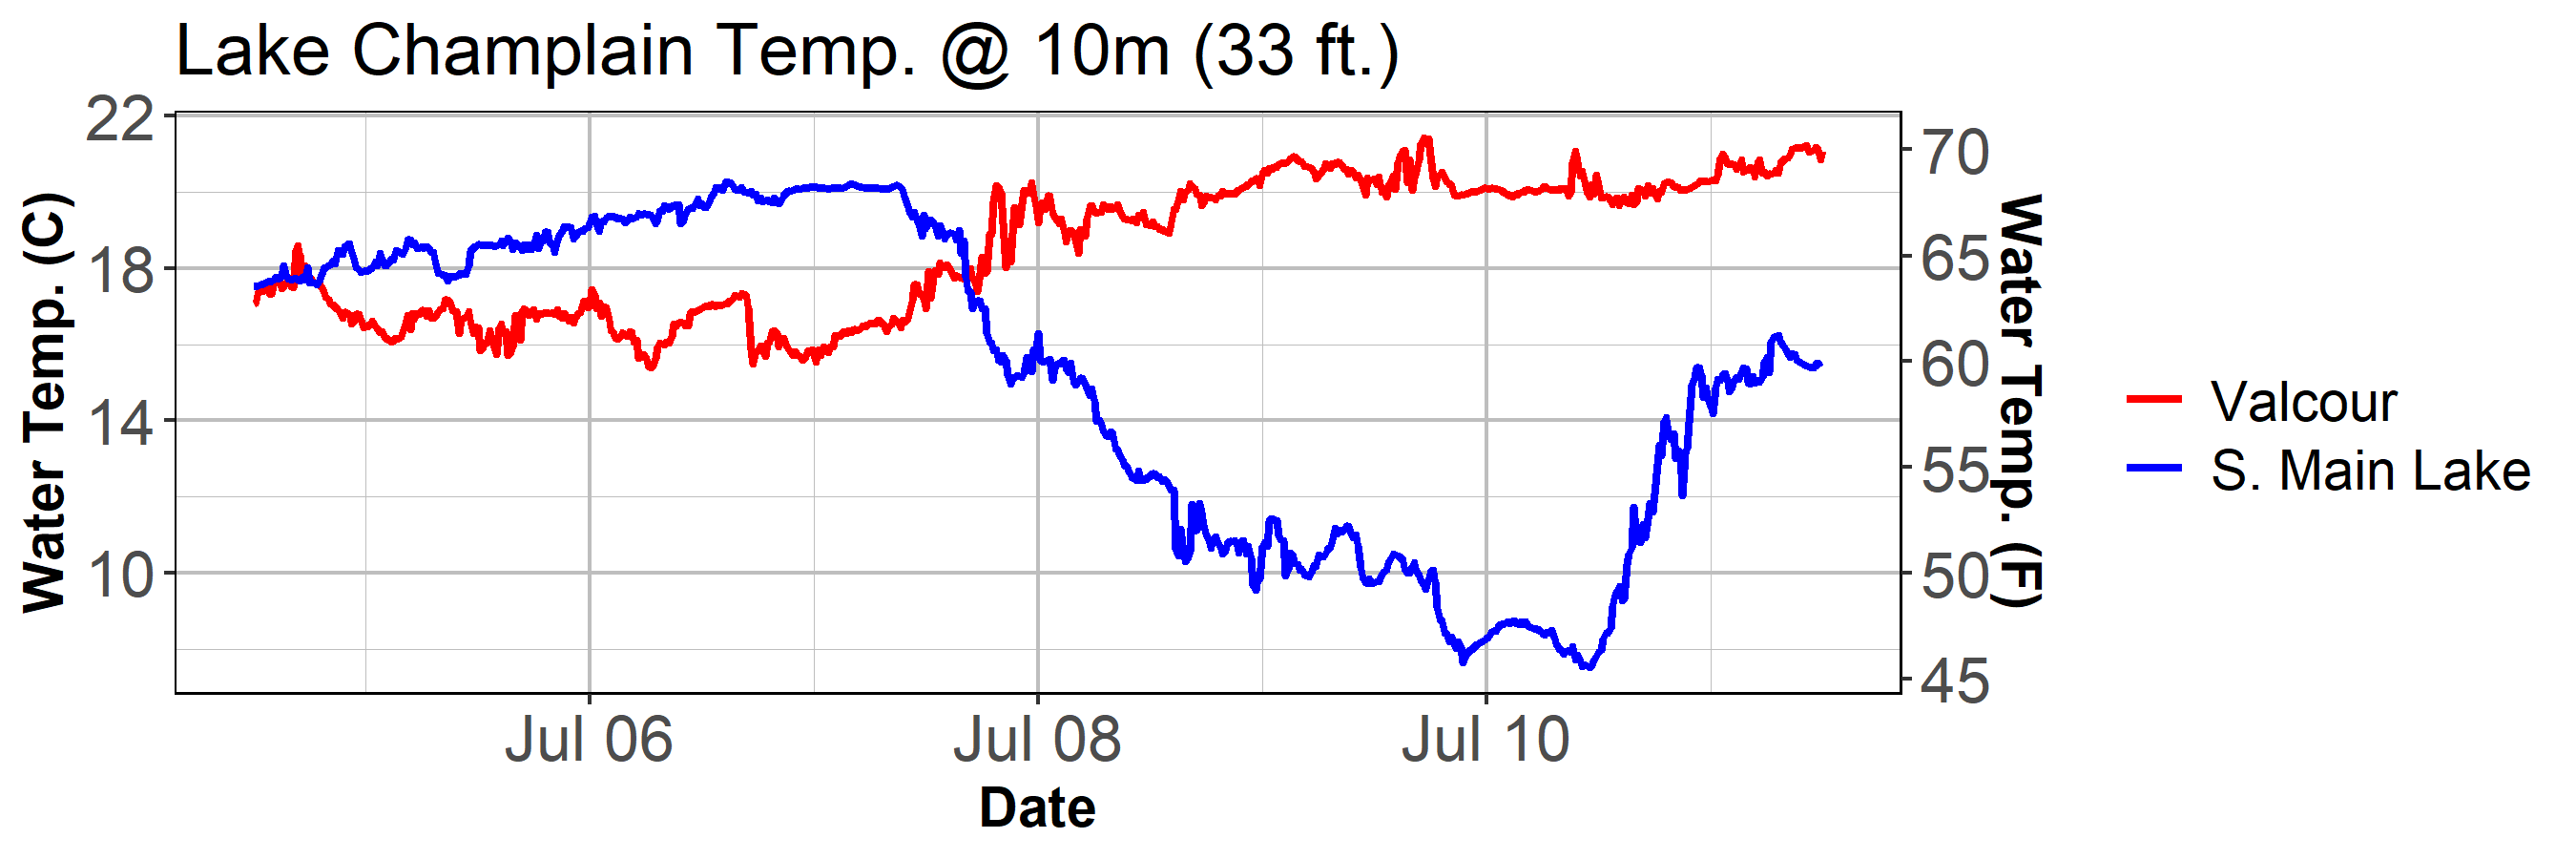 Lake Champlain Temp. @ 10m (33 ft.)
Water Temp. (C)
22
18
14
10
70
65
60
55
50
45
Water Temp. (F)
Jul 06 Jul 08 Jul 10
Date
Valcour
S. Main Lake